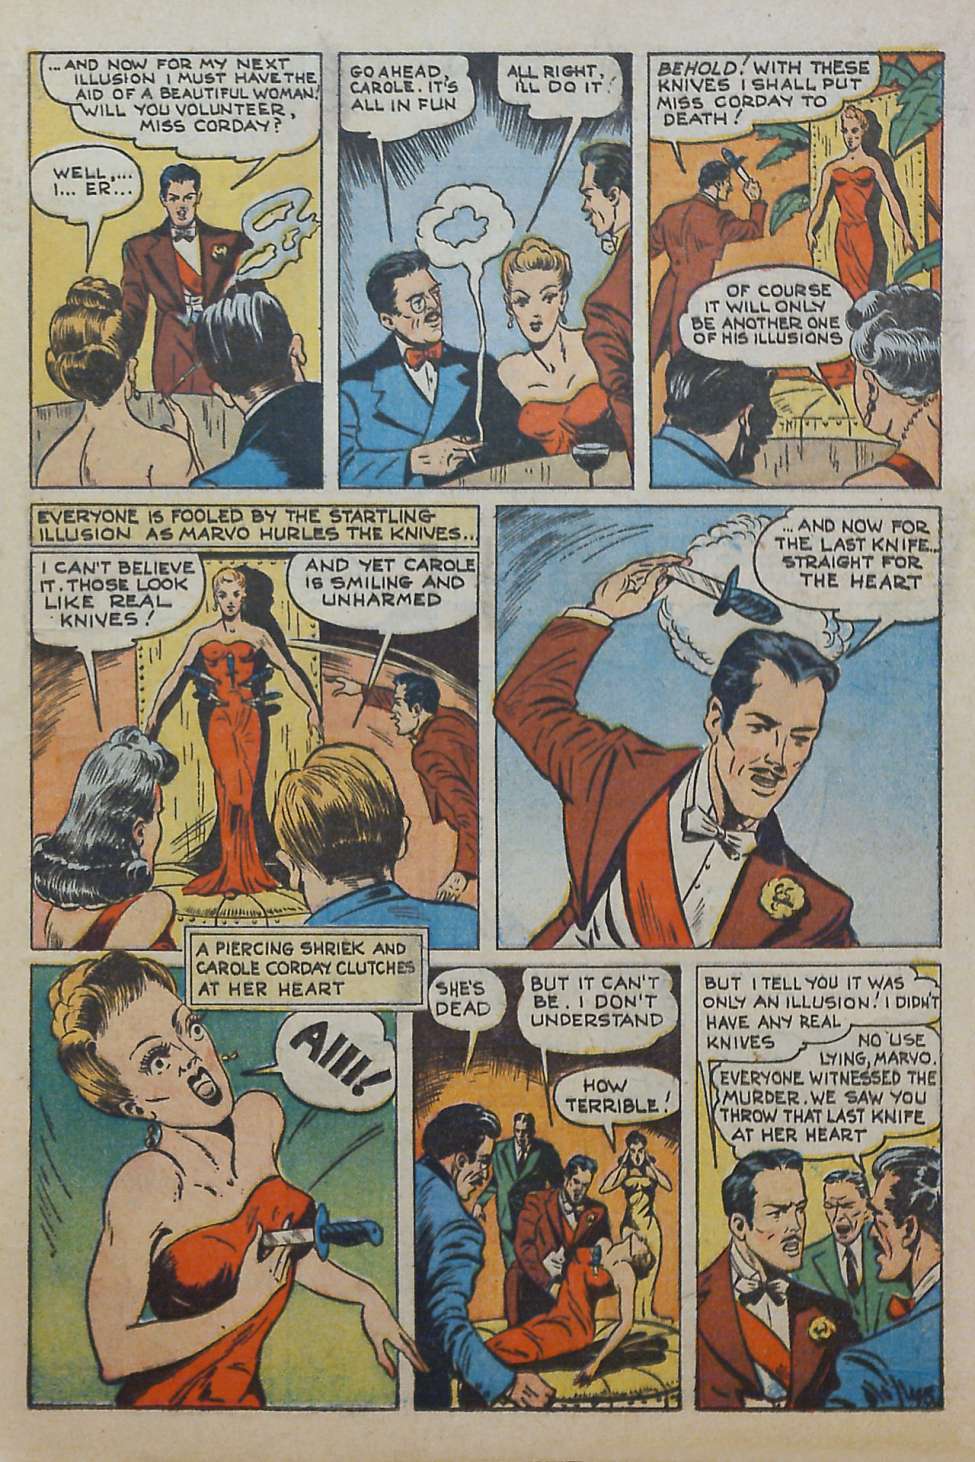 ...AND NOW FOR MY NEXT
ILLUSION I MUST HAVE THE
AID OF A BEAUTIFUL WOMAN!
WILL YOU VOLUNTEER,
MISS CORDAY?
WELL,...
I... ER...
GO AHEAD,
CAROLE. IT'S
ALL IN FUN
ALL RIGHT,
I'LL DO IT!
BEHOLD! WITH THESE
KNIVES I SHALL PUT
MISS CORDAY TO
DEATH!
OF COURSE
IT WILL ONLY
BE ANOTHER ONE
OF HIS ILLUSIONS
EVERYONE IS FOOLED BY THE STARTLING
ILLUSION AS MARVO HURLES THE KNIVES...
I CAN'T BELIEVE
IT. THOSE LOOK
LIKE REAL
KNIVES!
AND YET CAROLE
IS SMILING AND
UNHARMED
...AND NOW FOR
THE LAST KNIFE...
STRAIGHT FOR
THE HEART
A PIERCING SHRIEK AND
CAROLE CORDAY CLUTCHES
AT HER HEART
AIII!
SHE'S
DEAD
BUT IT CAN'T
BE. I DON'T
UNDERSTAND
HOW
TERRIBLE!
BUT I TELL YOU IT WAS
ONLY AN ILLUSION! I DIDN'T
HAVE ANY REAL
KNIVES
NO USE
LYING, MARVO.
EVERYONE WITNESSED THE
MURDER. WE SAW YOU
THROW THAT LAST KNIFE
AT HER HEART